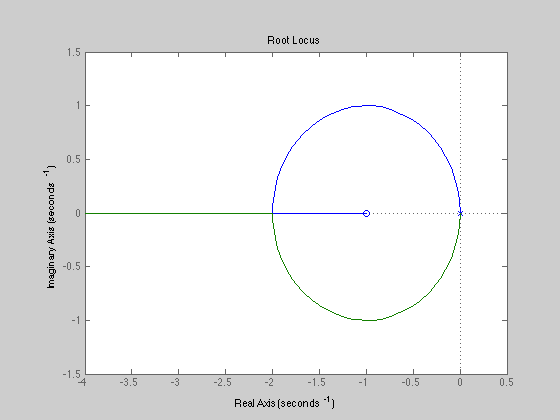 Root Locus
1.5
1
0.5
0
-0.5
-1
-1.5
Imaginary Axis (seconds⁻¹)
-4 -3.5 -3 -2.5 -2 -1.5 -1 -0.5 0 0.5
Real Axis (seconds⁻¹)